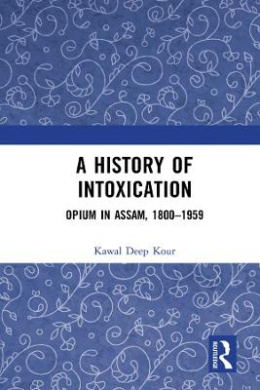 A HISTORY OF
INTOXICATION
OPIUM IN ASSAM, 1800–1959
Kawal Deep Kour
ROUTLEDGE